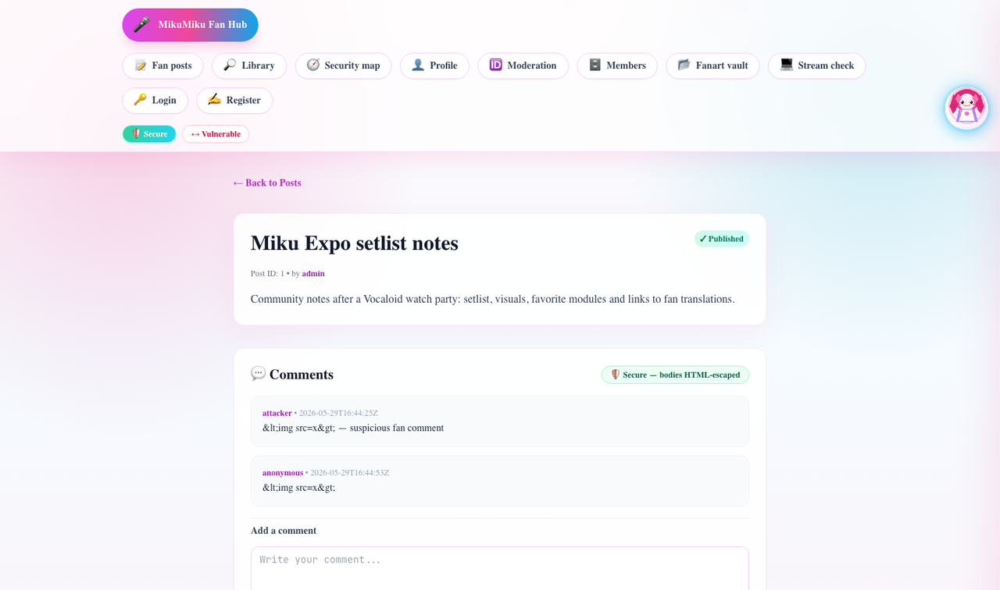 MikuMiku Fan Hub
Fan posts
Library
Security map
Profile
🆔 Moderation
Members
Fanart vault
Stream check
Login
Register
Secure
↔ Vulnerable
← Back to Posts
Miku Expo setlist notes
✓ Published
Post ID: 1 • by admin
Community notes after a Vocaloid watch party: setlist, visuals, favorite modules and links to fan translations.
Comments
Secure — bodies HTML-escaped
attacker • 2026-05-29T16:44:25Z
&lt;img src=x&gt; — suspicious fan comment
anonymous • 2026-05-29T16:44:53Z
&lt;img src=x&gt;
Add a comment
Write your comment...